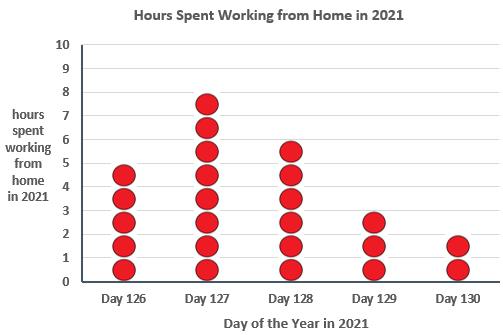 Hours Spent Working from Home in 2021
10
9
8
7
6
5
4
3
2
1
0
hours
spent
working
from
home
in 2021
Day 126 Day 127 Day 128 Day 129 Day 130
Day of the Year in 2021